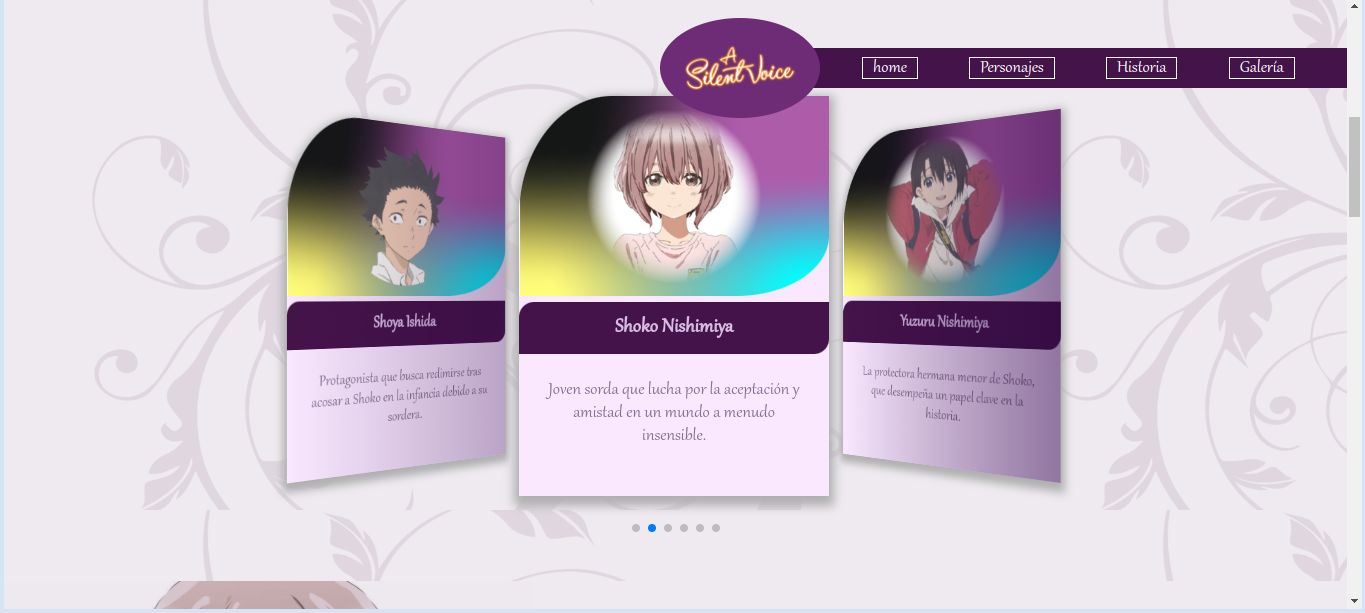 A
Silent Voice
home
Personajes
Historia
Galería
Shoya Ishida
Protagonista que busca redimirse tras
acosar a Shoko en la infancia debido a su
sordera.
Shoko Nishimiya
Joven sorda que lucha por la aceptación y
amistad en un mundo a menudo
insensible.
Yuzuru Nishimiya
La protectora hermana menor de Shoko,
que desempeña un papel clave en la
historia.